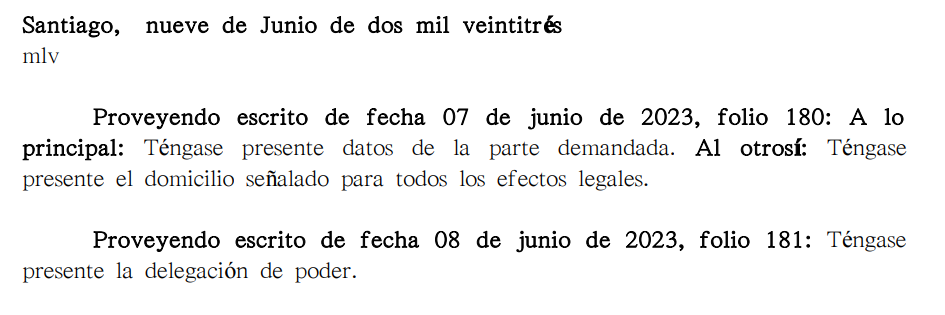 Santiago, nueve de Junio de dos mil veintitrés
mlv
Proveyendo escrito de fecha 07 de junio de 2023, folio 180: A lo
principal: Téngase presente datos de la parte demandada. Al otrosí: Téngase
presente el domicilio señalado para todos los efectos legales.
Proveyendo escrito de fecha 08 de junio de 2023, folio 181: Téngase
presente la delegación de poder.